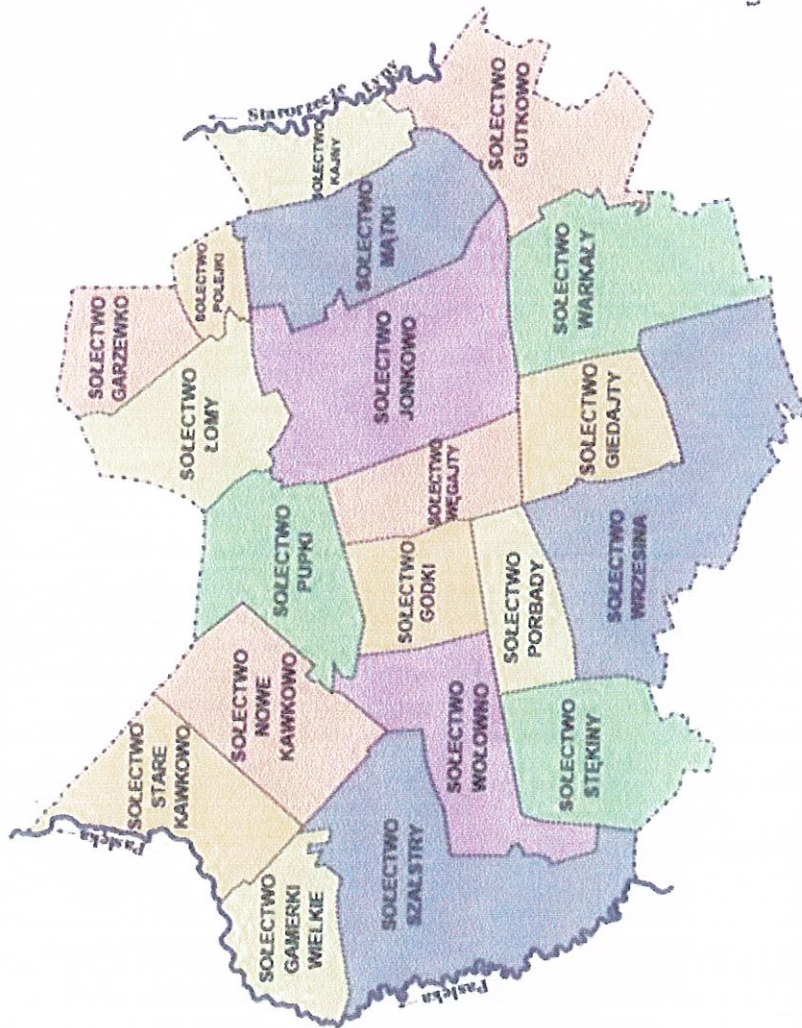 Pasłęka
SOŁECTWO
STARE
KAWKOWO
SOŁECTWO
GAMERKI
WIELKIE
SOŁECTWO
NOWE
KAWKOWO
SOŁECTWO
PUPKI
SOŁECTWO
ŁOMY
SOŁECTWO
GARZEWKO
SOŁECTWO
POLEJKI
SOŁECTWO
KAJNY
Starorzecze Łyny
SOŁECTWO
SZAŁSTRY
Pasłęka
SOŁECTWO
WOŁOWNO
SOŁECTWO
GODKI
SOŁECTWO
WĘGAJTY
SOŁECTWO
JONKOWO
SOŁECTWO
MĄTKI
SOŁECTWO
GUTKOWO
SOŁECTWO
STĘKINY
SOŁECTWO
PORBADY
SOŁECTWO
GIEDAJTY
SOŁECTWO
WARKAŁY
SOŁECTWO
WRZESINA